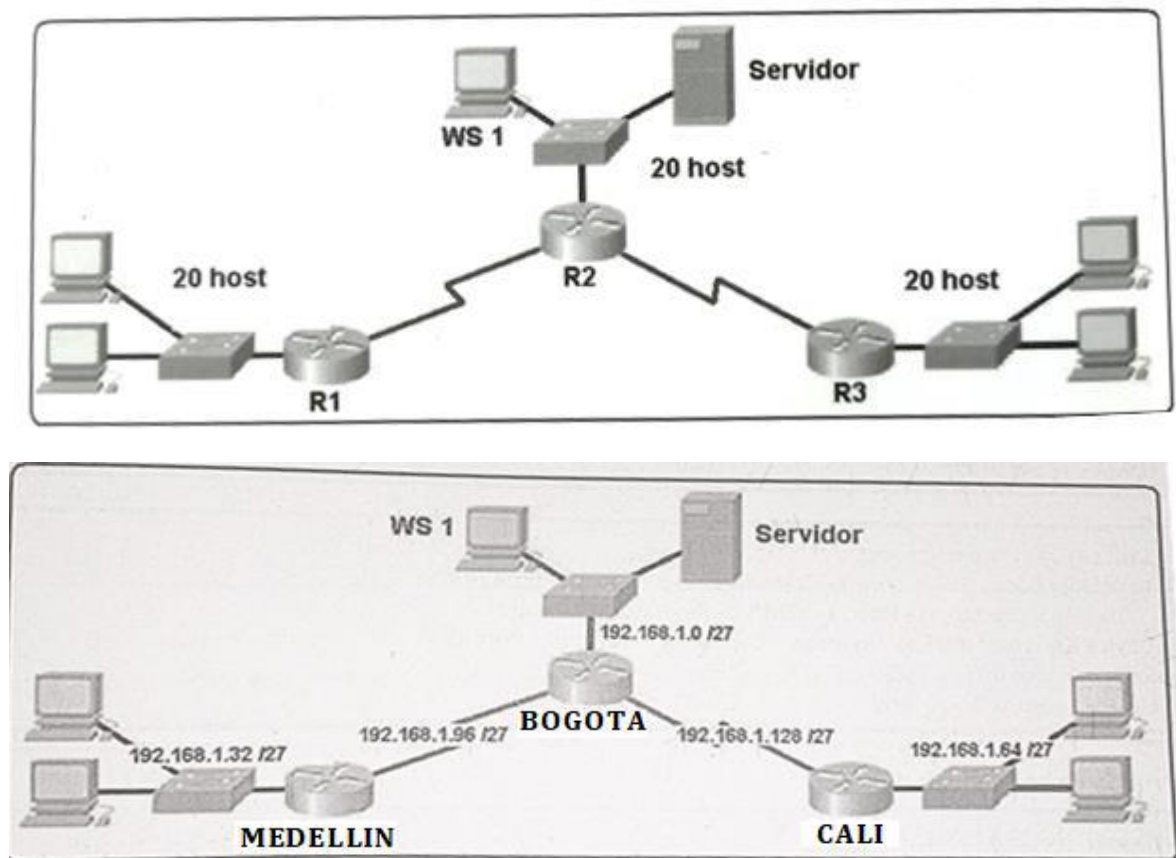 Servidor
WS 1
20 host
R2
20 host
R1
20 host
R3
WS 1
Servidor
192.168.1.0 /27
BOGOTA
192.168.1.96 /27
192.168.1.128 /27
192.168.1.32 /27
192.168.1.64 /27
MEDELLIN
CALI